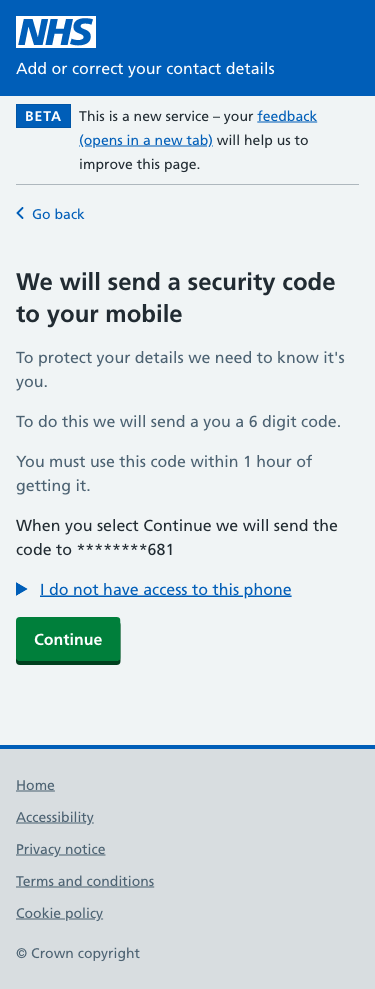 NHS
Add or correct your contact details
BETA
This is a new service – your feedback
(opens in a new tab) will help us to
improve this page.
Go back
We will send a security code
to your mobile
To protect your details we need to know it's
you.
To do this we will send a you a 6 digit code.
You must use this code within 1 hour of
getting it.
When you select Continue we will send the
code to ********681
I do not have access to this phone
Continue
Home
Accessibility
Privacy notice
Terms and conditions
Cookie policy
© Crown copyright